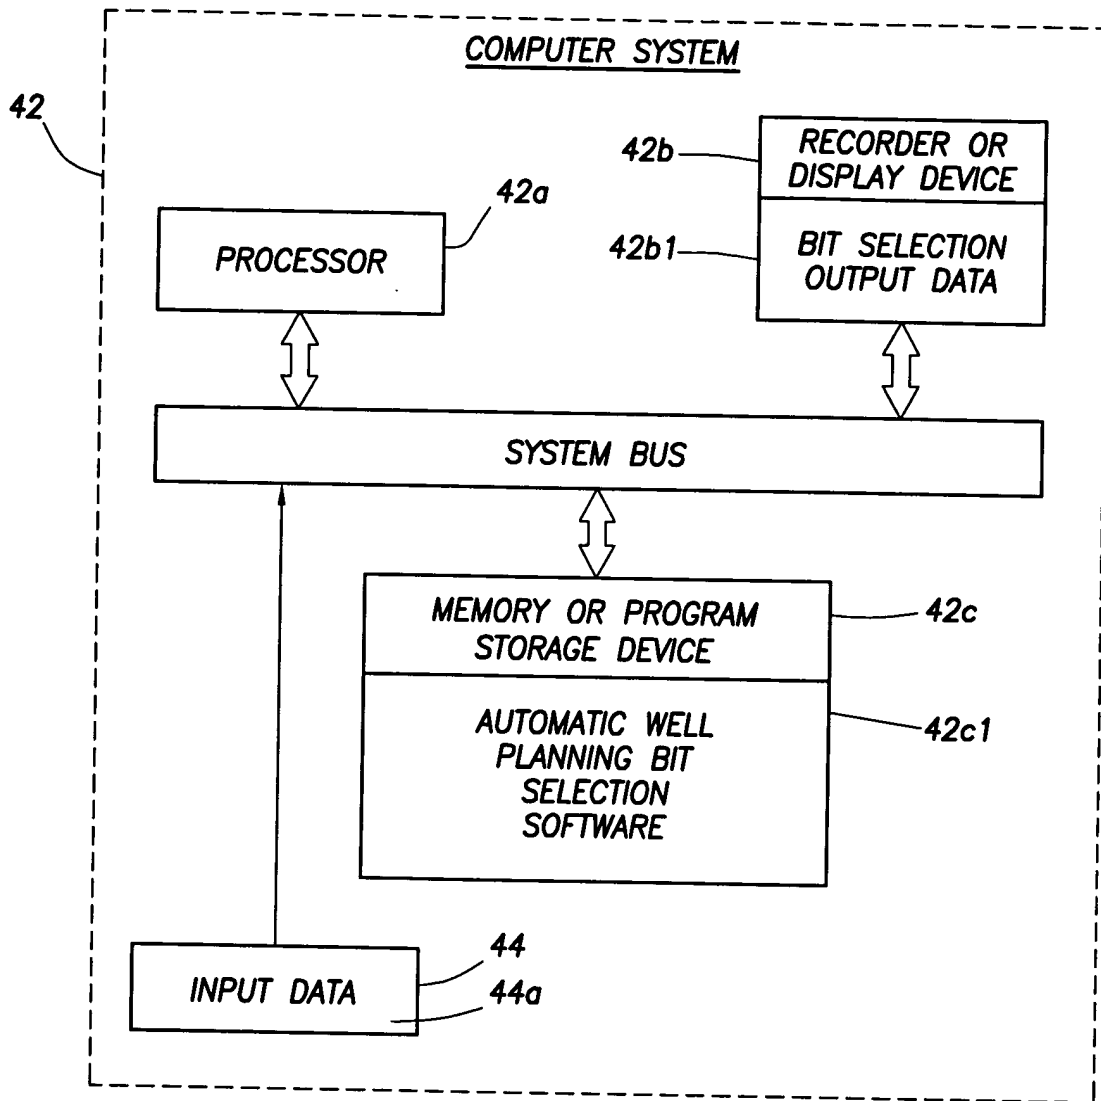 COMPUTER SYSTEM
42
42b
RECORDER OR
DISPLAY DEVICE
42a
PROCESSOR
42b1
BIT SELECTION
OUTPUT DATA
SYSTEM BUS
MEMORY OR PROGRAM
STORAGE DEVICE
42c
AUTOMATIC WELL
PLANNING BIT
SELECTION
SOFTWARE
42c1
INPUT DATA
44
44a